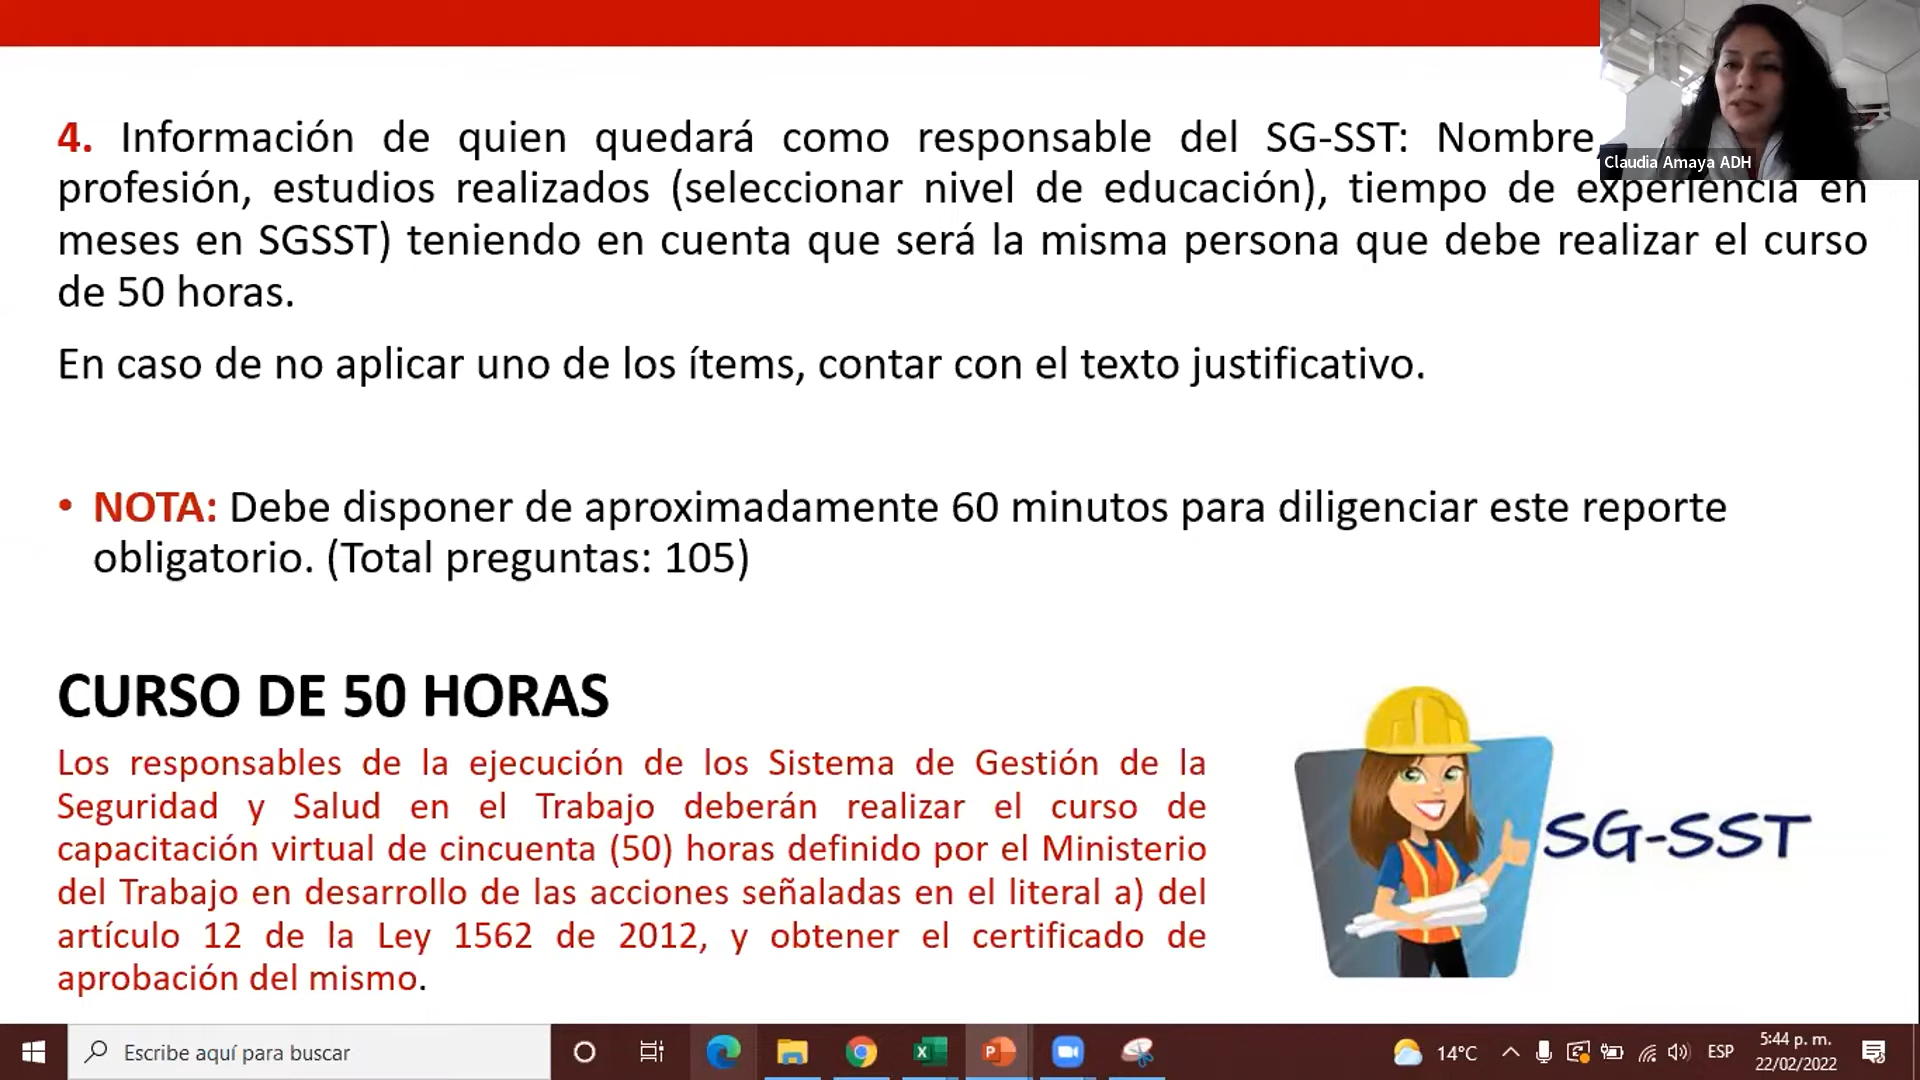 4. Información de quien quedará como responsable del SG-SST: Nombre,
profesión, estudios realizados (seleccionar nivel de educación), tiempo de experiencia en
meses en SGSST) teniendo en cuenta que será la misma persona que debe realizar el curso
de 50 horas.
En caso de no aplicar uno de los ítems, contar con el texto justificativo.
• NOTA: Debe disponer de aproximadamente 60 minutos para diligenciar este reporte
obligatorio. (Total preguntas: 105)
CURSO DE 50 HORAS
Los responsables de la ejecución de los Sistema de Gestión de la
Seguridad y Salud en el Trabajo deberán realizar el curso de
capacitación virtual de cincuenta (50) horas definido por el Ministerio
del Trabajo en desarrollo de las acciones señaladas en el literal a) del
artículo 12 de la Ley 1562 de 2012, y obtener el certificado de
aprobación del mismo.
SG-SST
Claudia Amaya ADH
Escribe aquí para buscar
14°C
ESP
5:44 p. m.
22/02/2022